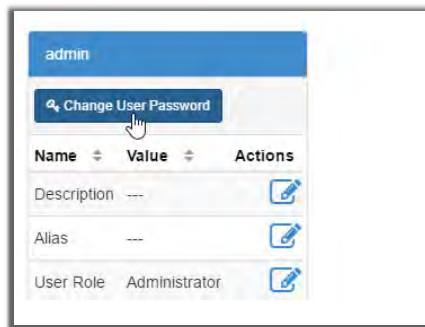 admin
Change User Password
Name Value Actions
Description ---
Alias ---
User Role Administrator